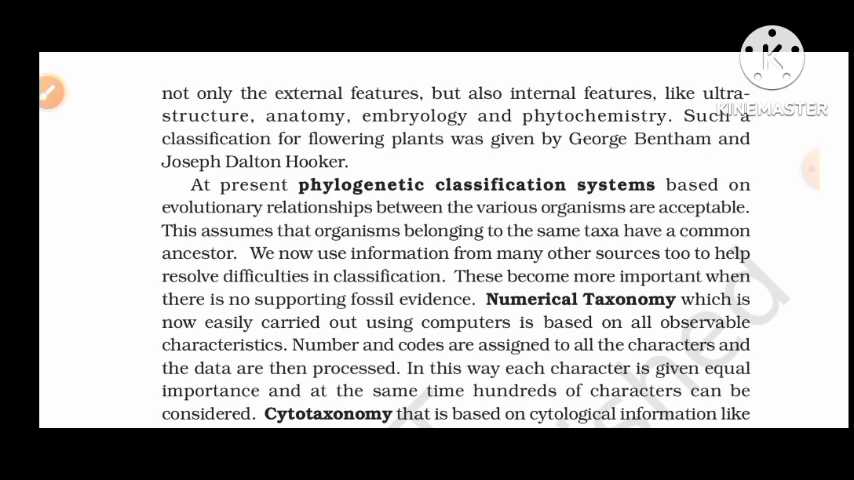 K
KINEMASTER
not only the external features, but also internal features, like ultra-
structure, anatomy, embryology and phytochemistry. Such a
classification for flowering plants was given by George Bentham and
Joseph Dalton Hooker.
At present phylogenetic classification systems based on
evolutionary relationships between the various organisms are acceptable.
This assumes that organisms belonging to the same taxa have a common
ancestor. We now use information from many other sources too to help
resolve difficulties in classification. These become more important when
there is no supporting fossil evidence. Numerical Taxonomy which is
now easily carried out using computers is based on all observable
characteristics. Number and codes are assigned to all the characters and
the data are then processed. In this way each character is given equal
importance and at the same time hundreds of characters can be
considered. Cytotaxonomy that is based on cytological information like